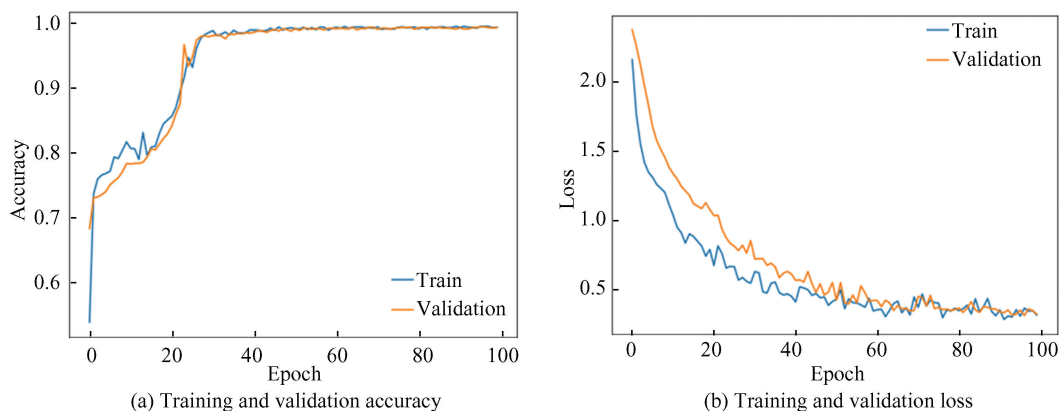 1.0
0.9
0.8
0.7
0.6
Accuracy
Train
Validation
0 20 40 60 80 100
Epoch
(a) Training and validation accuracy
2.0
1.5
1.0
0.5
Loss
Train
Validation
0 20 40 60 80 100
Epoch
(b) Training and validation loss